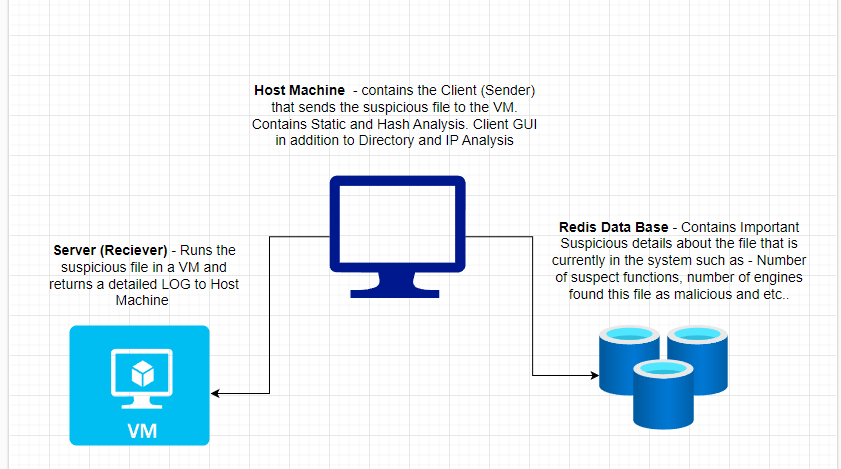 Host Machine - contains the Client (Sender)
that sends the suspicious file to the VM.
Contains Static and Hash Analysis. Client GUI
in addition to Directory and IP Analysis
Server (Reciever) - Runs the
suspicious file in a VM and
returns a detailed LOG to Host
Machine
VM
Redis Data Base - Contains Important
Suspicious details about the file that is
currently in the system such as - Number
of suspect functions, number of engines
found this file as malicious and etc..